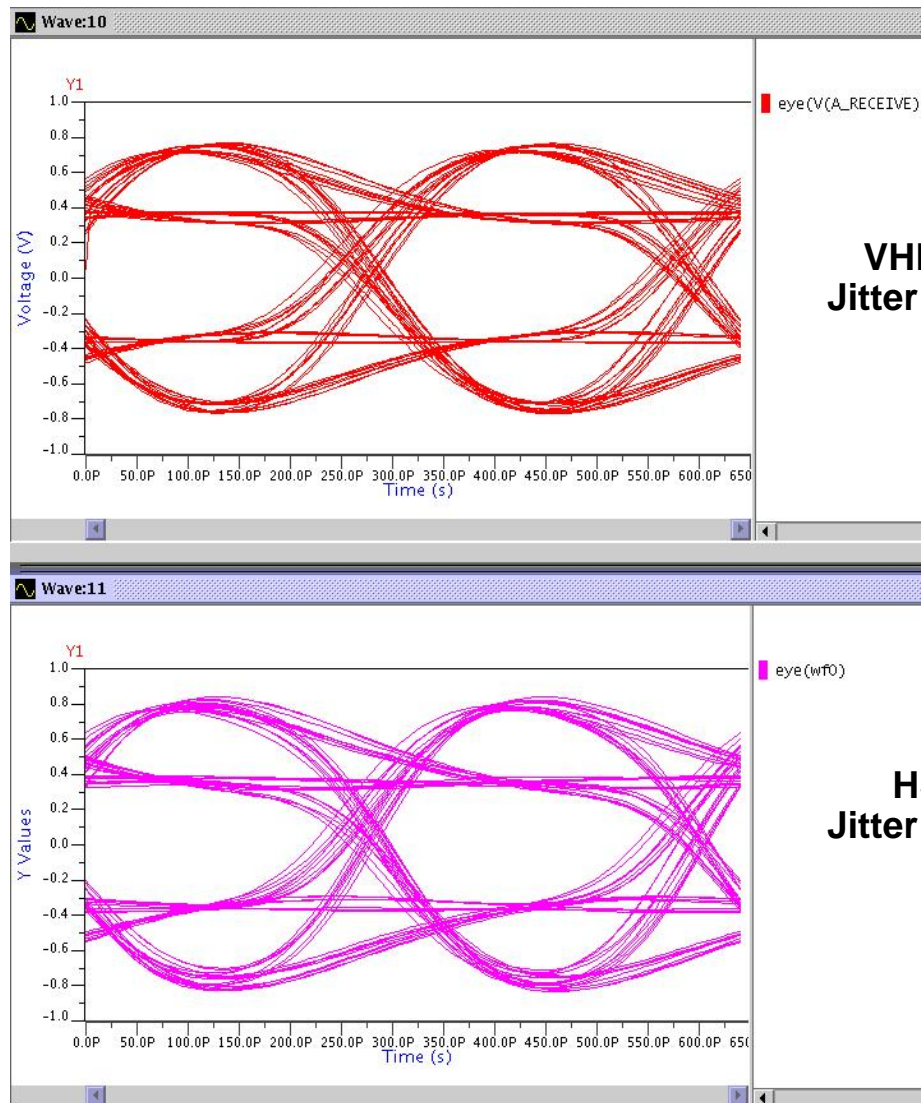 Wave:10
Y1
eye(V(A_RECEIVE)
1.0
0.8
0.6
0.4
0.2
0.0
-0.2
-0.4
-0.6
-0.8
-1.0
Voltage (V)
0.0P 50.0P 100.0P 150.0P 200.0P 250.0P 300.0P 350.0P 400.0P 450.0P 500.0P 550.0P 600.0P 650
Time (s)
Jitter
Wave:11
Y1
eye(wf0)
1.0
0.8
0.6
0.4
0.2
0.0
-0.2
-0.4
-0.6
-0.8
-1.0
Y Values
0.0P 50.0P 100.0P 150.0P 200.0P 250.0P 300.0P 350.0P 400.0P 450.0P 500.0P 550.0P 600.0P
Time (s)
Jitter